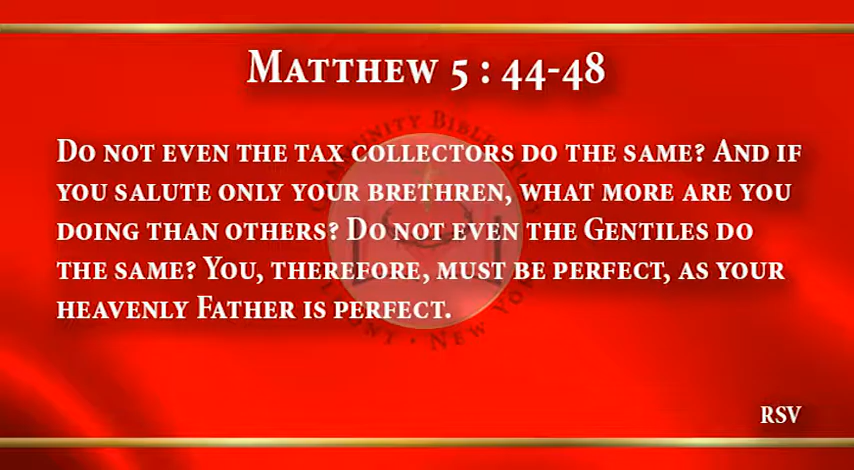 Matthew 5 : 44-48
Do not even the tax collectors do the same? And if
you salute only your brethren, what more are you
doing than others? Do not even the Gentiles do
the same? You, therefore, must be perfect, as your
heavenly Father is perfect.
RSV